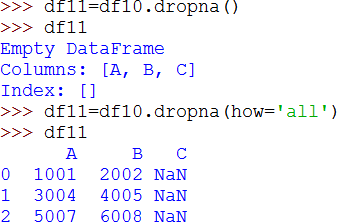 >>> df11=df10.dropna()
>>> df11
Empty DataFrame
Columns: [A, B, C]
Index: []
>>> df11=df10.dropna(how='all')
>>> df11
      A     B   C
0  1001  2002 NaN
1  3004  4005 NaN
2  5007  6008 NaN